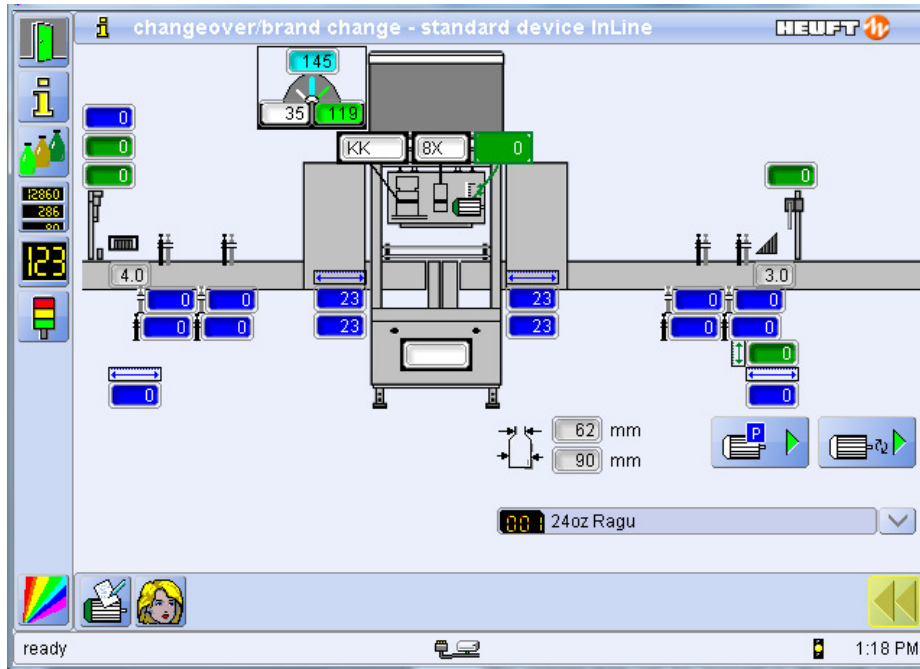 changeover/brand change - standard device InLine
HEUFT
145
35 119
0
KK 8X 0
0
0
0
12860
286
90
123
4.0
3.0
0 0
23 23
0 0
0 0
23 23
0 0
0
0
0
62 mm
P
90 mm
001 24oz Ragu
ready
1:18 PM